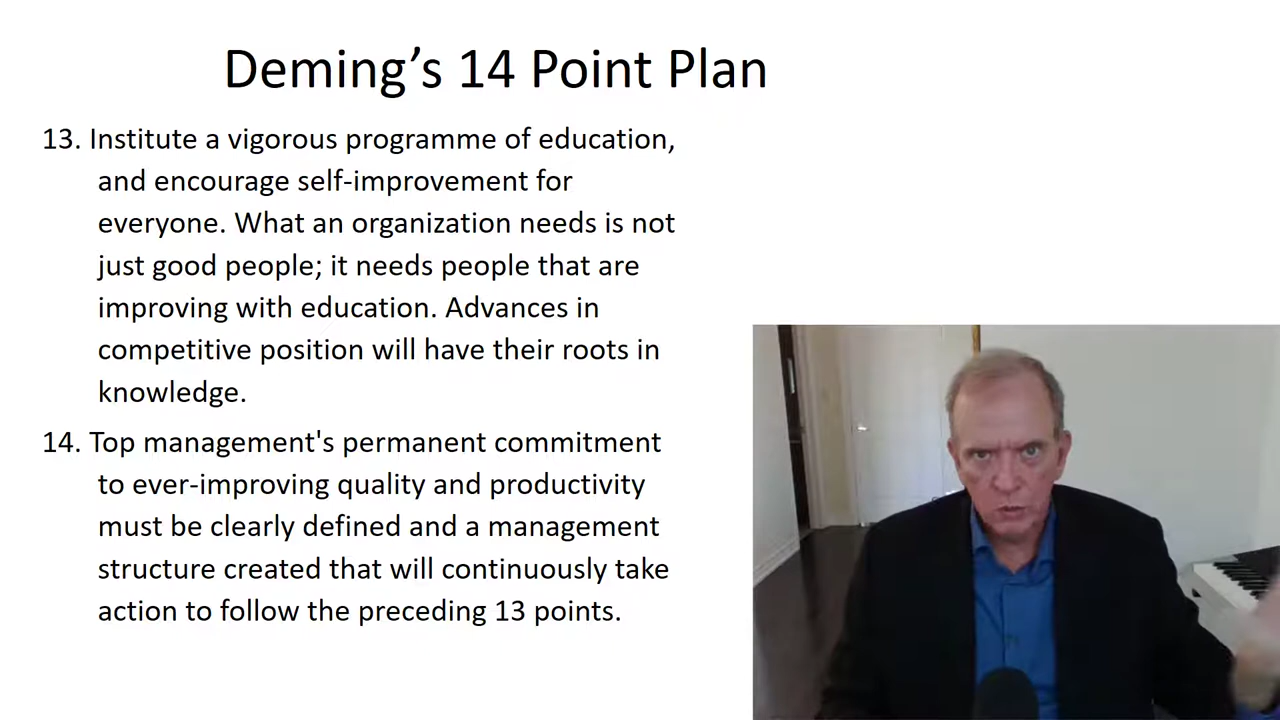 Deming’s 14 Point Plan
13. Institute a vigorous programme of education,
and encourage self-improvement for
everyone. What an organization needs is not
just good people; it needs people that are
improving with education. Advances in
competitive position will have their roots in
knowledge.
14. Top management's permanent commitment
to ever-improving quality and productivity
must be clearly defined and a management
structure created that will continuously take
action to follow the preceding 13 points.